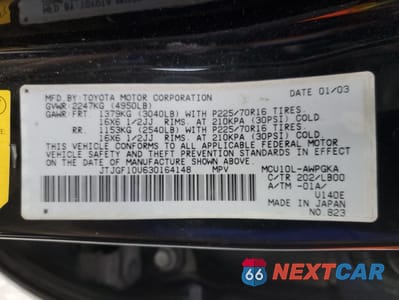 MFD.BY:TOYOTA MOTOR CORPORATION 01/03
GVWR 2247KG (4950LB)
GAWR:FRT 1379KG (3040LB) WITH P225/70R16 TIRES
16X6 1/2JJ RIMS. AT 210KPA (30PSI) COLD.
RR. 1153KG (2540LB) WITH P225/70R16 TIRES
16X6 1/2JJ RIMS. AT 210KPA (30PSI) COLD.
THIS VEHICLE CONFORMS TO ALL APPLICABLE FEDERAL MOTOR
VEHICLE SAFETY AND
THEFT PREVENTION STANDARDS IN EFFECT ON THE DATE OF
MANUFACTURE SHOWN ABOVE.
JTJGF10U630164148 MPV
MCU10L-AWPGKA
C/TR 202/LB00
A/TM -01A/
U140E
MADE IN JAPAN
NO 823
66 NEXTCAR